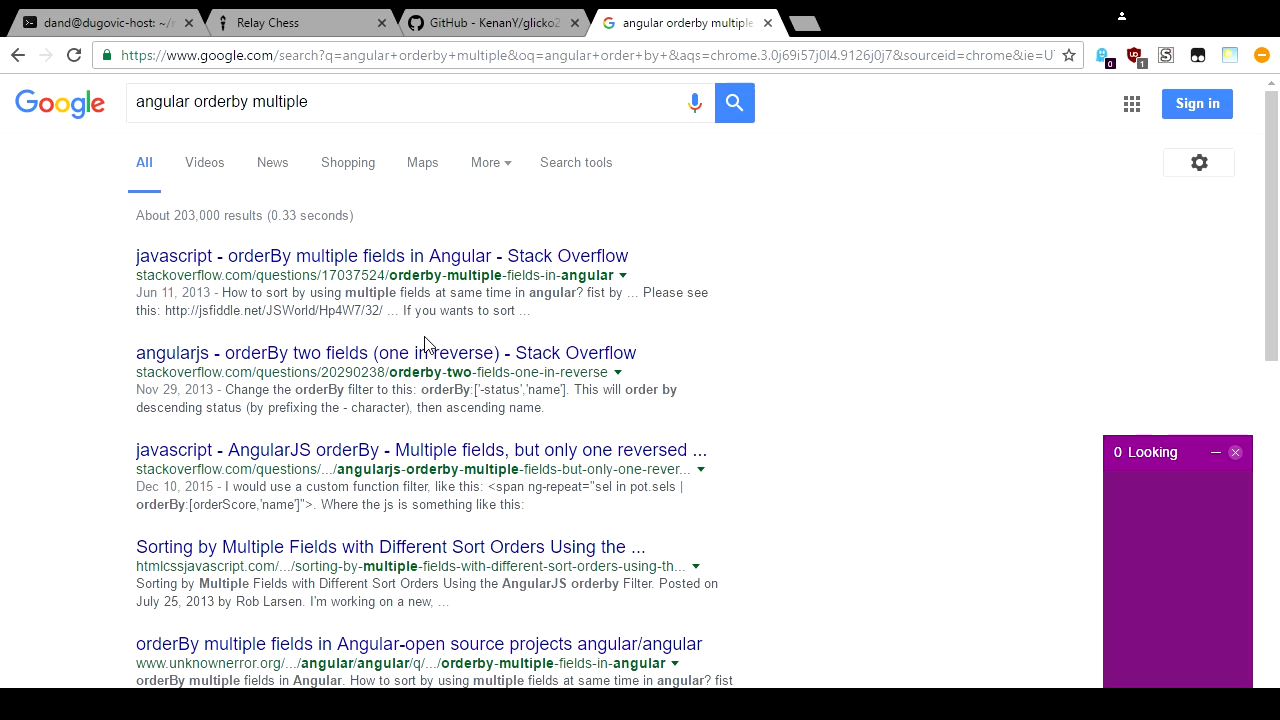 dand@dugovic-host: ~/r
Relay Chess
GitHub - KenanY/glicko2
angular orderby multiple
https://www.google.com/search?q=angular+orderby+multiple&oq=angular+order+by+&aqs=chrome.3.0j69i57j0l4.9126j0j7&sourceid=chrome&ie=U
0
1
Google
angular orderby multiple
Sign in
All Videos News Shopping Maps More Search tools
About 203,000 results (0.33 seconds)
javascript - orderBy multiple fields in Angular - Stack Overflow
stackoverflow.com/questions/17037524/orderby-multiple-fields-in-angular
Jun 11, 2013 - How to sort by using multiple fields at same time in angular? fist by ... Please see
this: http://jsfiddle.net/JSWorld/Hp4W7/32/ ... If you wants to sort ...
angularjs - orderBy two fields (one in reverse) - Stack Overflow
stackoverflow.com/questions/20290238/orderby-two-fields-one-in-reverse
Nov 29, 2013 - Change the orderBy filter to this: orderBy:['-status','name']. This will order by
descending status (by prefixing the - character), then ascending name.
javascript - AngularJS orderBy - Multiple fields, but only one reversed ...
stackoverflow.com/questions/.../angularjs-orderby-multiple-fields-but-only-one-rever...
Dec 10, 2015 - I would use a custom function filter, like this: <span ng-repeat="sel in pot.sels |
orderBy:[orderScore,'name']">. Where the js is something like this:
Sorting by Multiple Fields with Different Sort Orders Using the ...
htmlcssjavascript.com/.../sorting-by-multiple-fields-with-different-sort-orders-using-th...
Sorting by Multiple Fields with Different Sort Orders Using the AngularJS orderby Filter. Posted on
July 25, 2013 by Rob Larsen. I'm working on a new, ...
orderBy multiple fields in Angular-open source projects angular/angular
www.unknownerror.org/.../angular/angular/q/.../orderby-multiple-fields-in-angular
orderBy multiple fields in Angular. How to sort by using multiple fields at same time in angular? fist
0 Looking